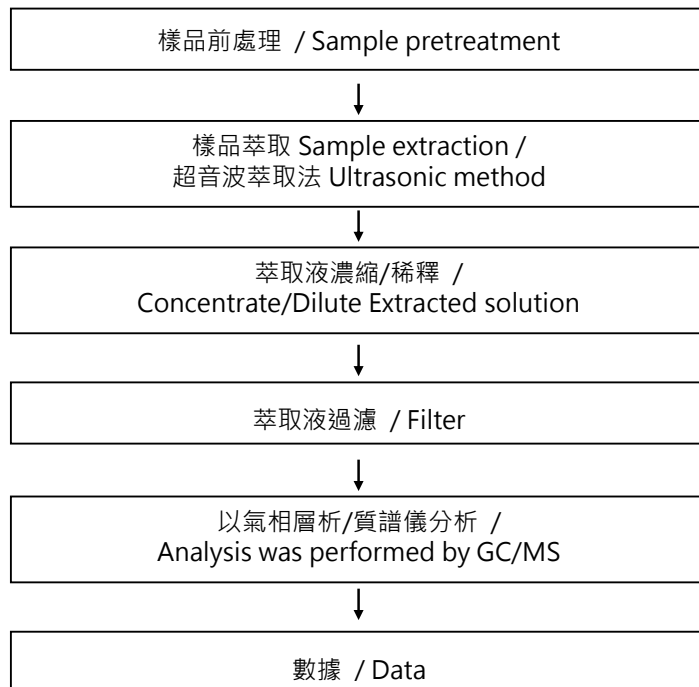 樣品前處理 / Sample pretreatment
樣品萃取 Sample extraction /
超音波萃取法 Ultrasonic method
萃取液濃縮/稀釋 /
Concentrate/Dilute Extracted solution
萃取液過濾 / Filter
以氣相層析/質譜儀分析 /
Analysis was performed by GC/MS
數據 / Data